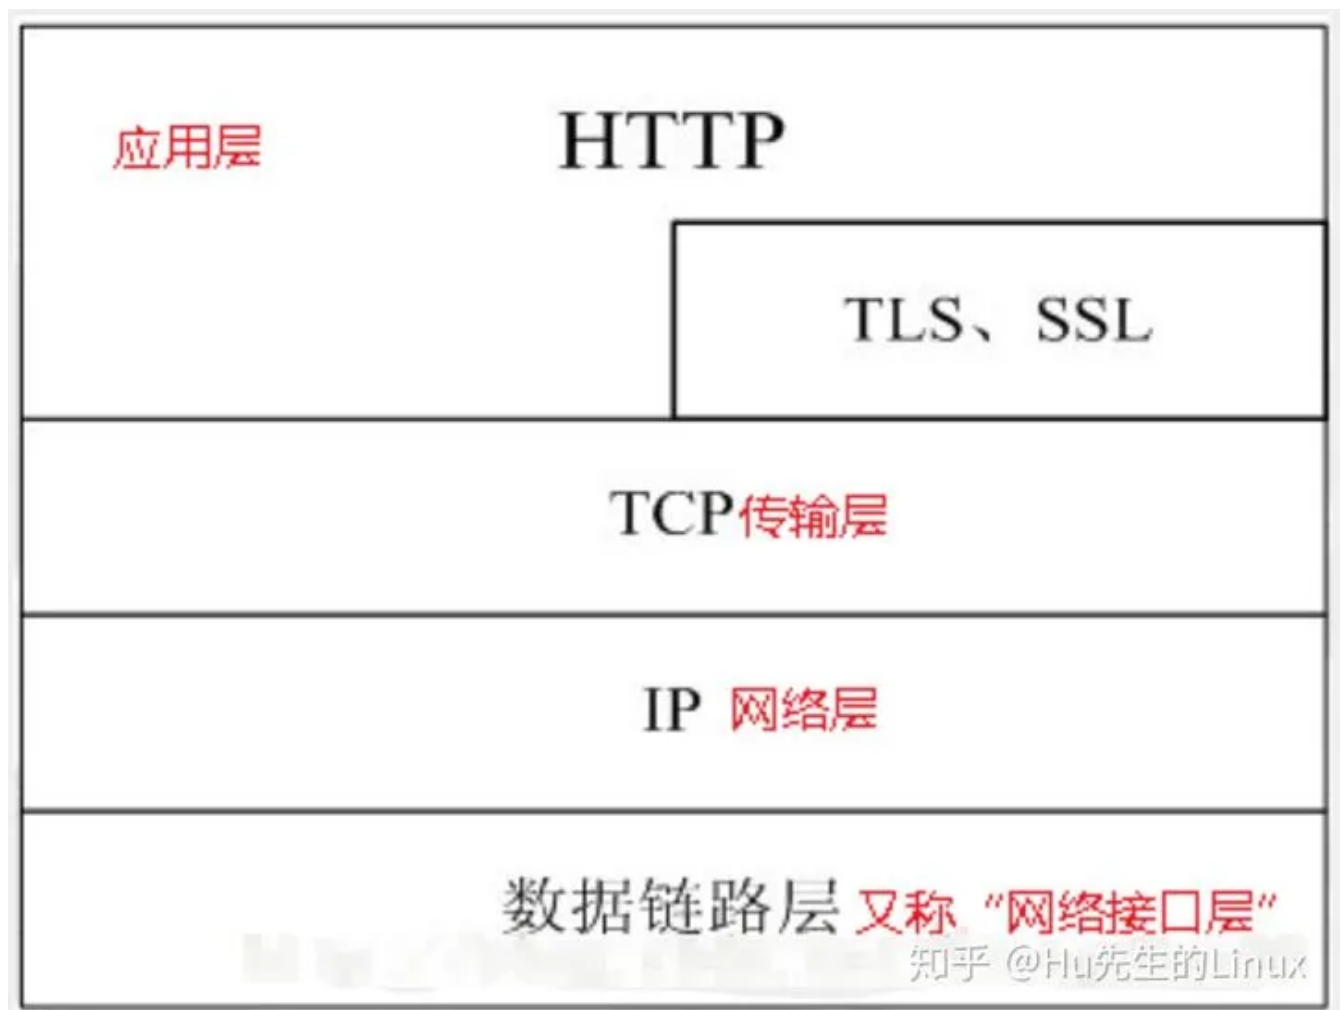 应用层 HTTP
TLS、SSL
TCP传输层
IP 网络层
数据链路层 又称 “网络接口层”
知乎 @Hu先生的Linux